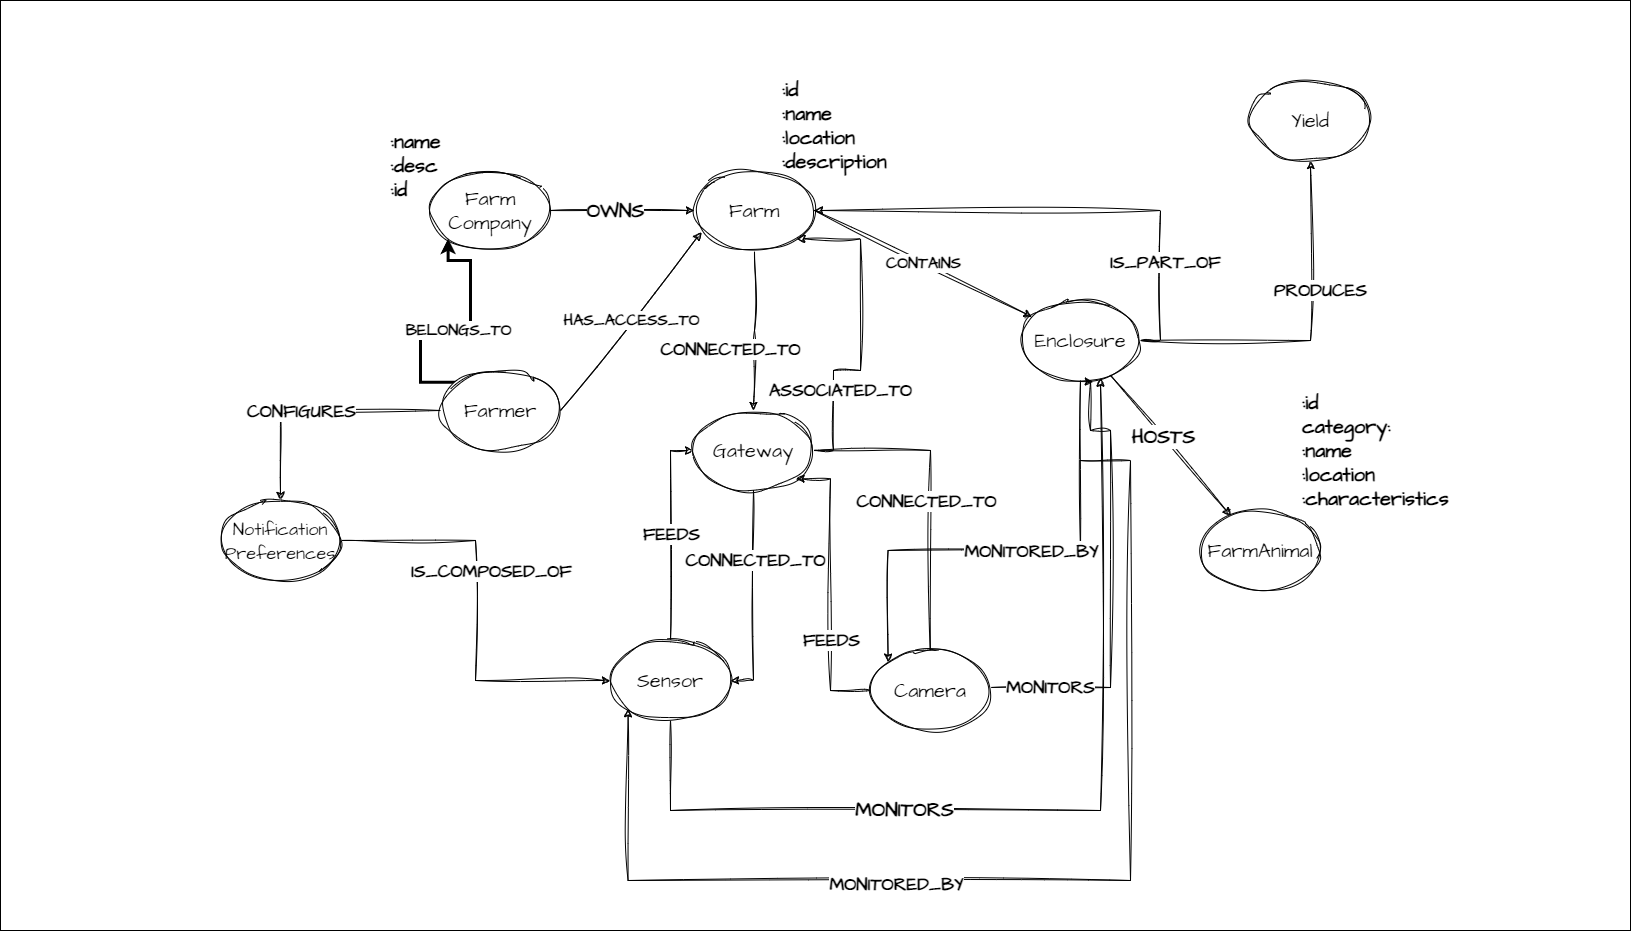 :id
:name
:location
:description
Yield
:name
:desc
:id
Farm
Company
OWNS
Farm
CONTAINS
IS_PART_OF
PRODUCES
HAS_ACCESS_TO
BELONGS_TO
CONNECTED_TO
Enclosure
ASSOCIATED_TO
CONFIGURES
Farmer
:id
category:
:name
:location
:characteristics
HOSTS
Gateway
CONNECTED_TO
Notification
Preferences
FEEDS
CONNECTED_TO
MONITORED_BY
FarmAnimal
IS_COMPOSED_OF
FEEDS
Sensor
Camera
MONITORS
MONITORS
MONITORED_BY